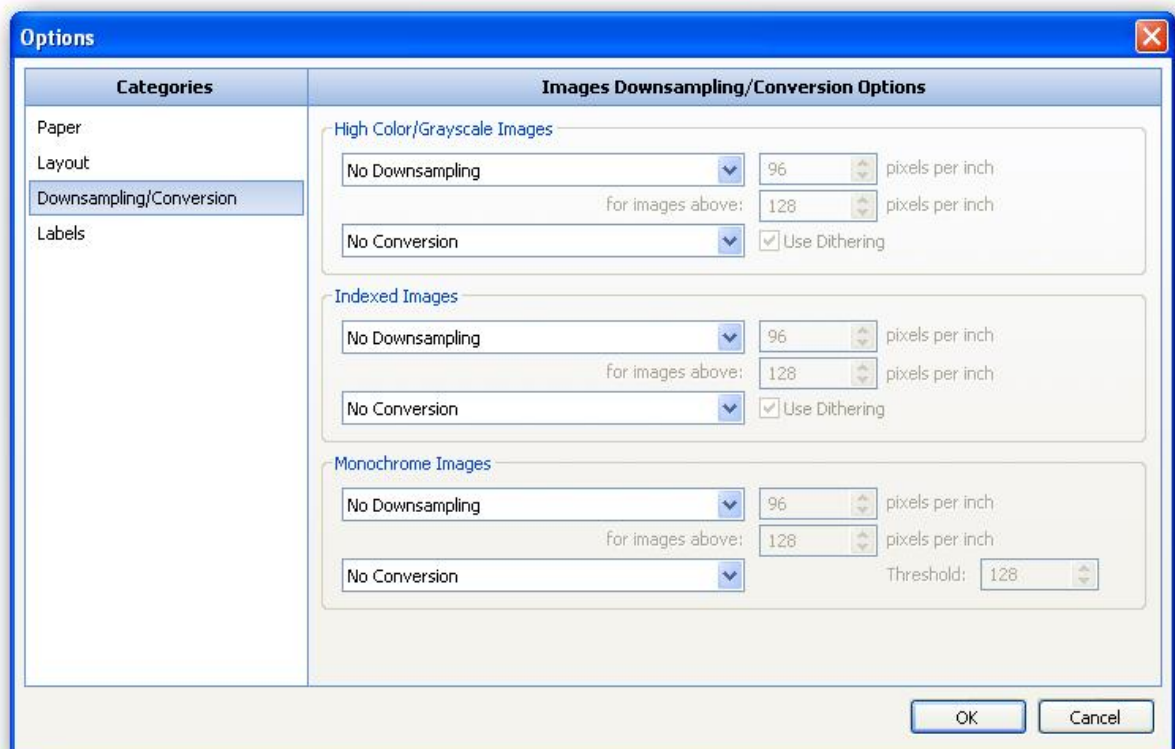 Options
Categories
Images Downsampling/Conversion Options
Paper
Layout
Downsampling/Conversion
Labels
High Color/Grayscale Images
No Downsampling 96 pixels per inch
for images above: 128 pixels per inch
No Conversion Use Dithering
Indexed Images
No Downsampling 96 pixels per inch
for images above: 128 pixels per inch
No Conversion Use Dithering
Monochrome Images
No Downsampling 96 pixels per inch
for images above: 128 pixels per inch
No Conversion Threshold: 128
OK Cancel